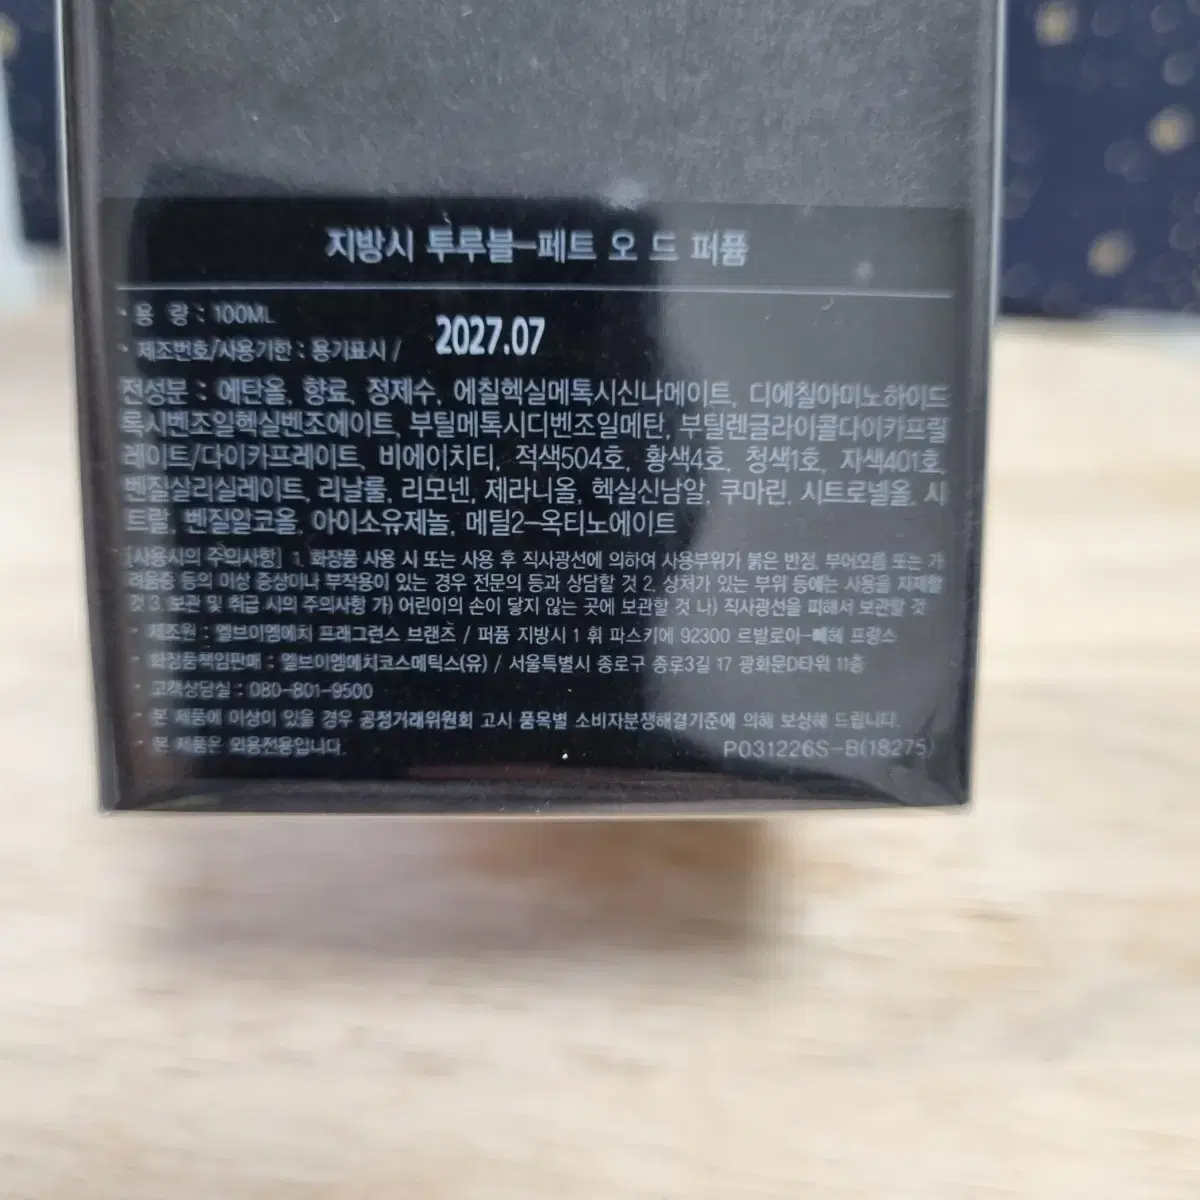 지방시 투루블-페트 오 드 퍼퓸
· 용 량 : 100ML
· 제조번호/사용기한 : 용기표시 / 2027.07
전성분 : 에탄올, 향료, 정제수, 에칠헥실메톡시신나메이트, 디에칠아미노하이드
록시벤조일헥실벤조에이트, 부틸메톡시디벤조일메탄, 부틸렌글라이콜다이카프릴
레이트/다이카프레이트, 비에이치티, 적색504호, 황색4호, 청색1호, 자색401호,
벤질살리실레이트, 리날룰, 리모넨, 제라니올, 헥실신남알, 쿠마린, 시트로넬올, 시
트랄, 벤질알코올, 아이소유제놀, 메틸2-옥티노에이트
[사용시의 주의사항] 1. 화장품 사용 시 또는 사용 후 직사광선에 의하여 사용부위가 붉은 반점, 부어오름 또는 가
려움증 등의 이상 증상이나 부작용이 있는 경우 전문의 등과 상담할 것 2. 상처가 있는 부위 등에는 사용을 자제할
것 3. 보관 및 취급 시의 주의사항 가) 어린이의 손이 닿지 않는 곳에 보관할 것 나) 직사광선을 피해서 보관할 것
· 제조원 : 엘브이엠에치 프래그런스 브랜즈 / 퍼퓸 지방시 1 휘 파스키에 92300 르발로아-뻬헤 프랑스
· 화장품책임판매 : 엘브이엠에치코스메틱스(유) / 서울특별시 종로구 종로3길 17 광화문D타워 11층
· 고객상담실 : 080-801-9500
· 본 제품에 이상이 있을 경우 공정거래위원회 고시 품목별 소비자분쟁해결기준에 의해 보상해 드립니다.
· 본 제품은 외용전용입니다. P031226S-B(18275)